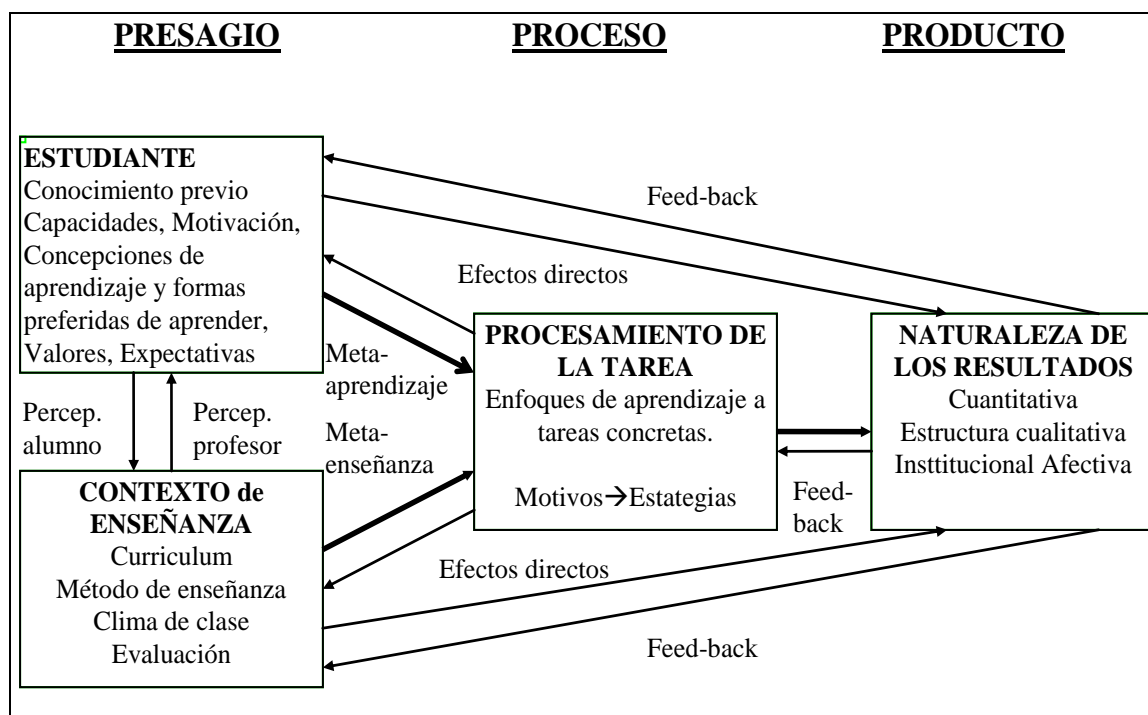 PRESAGIO
PROCESO
PRODUCTO
ESTUDIANTE
Conocimiento previo
Capacidades, Motivación,
Concepciones de
aprendizaje y formas
preferidas de aprender,
Valores, Expectativas
Feed-back
Efectos directos
Meta-
aprendizaje
Percep.
alumno
Percep.
profesor
Meta-
enseñanza
PROCESAMIENTO DE
LA TAREA
Enfoques de aprendizaje a
tareas concretas.
Motivos→Estategias
NATURALEZA DE
LOS RESULTADOS
Cuantitativa
Estructura cualitativa
Insttitucional Afectiva
Feed-
back
CONTEXTO de
ENSEÑANZA
Curriculum
Método de enseñanza
Clima de clase
Evaluación
Efectos directos
Feed-back